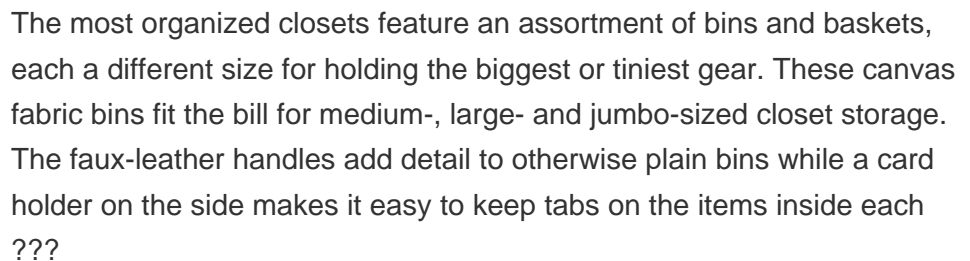 The most organized closets feature an assortment of bins and baskets,
each a different size for holding the biggest or tiniest gear. These canvas
fabric bins fit the bill for medium-, large- and jumbo-sized closet storage.
The faux-leather handles add detail to otherwise plain bins while a card
holder on the side makes it easy to keep tabs on the items inside each
???